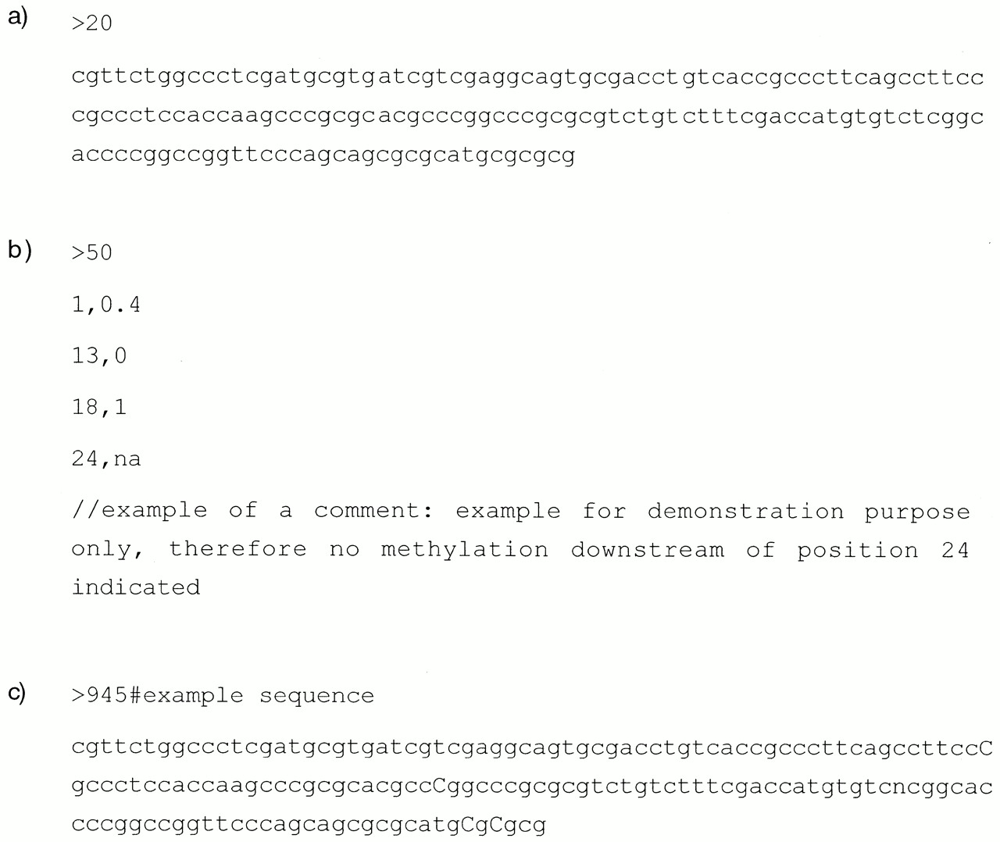 a) >20
cgttctggccctcgatgcgtgatcgtcgaggcagtgcgacctgtcaccgcccttcagccttcc
cgccctccaccaagcccgcgcacgcccggcccgcgcgtctgtctttcgaccatgtgtctcggc
accccggccggttcccagcagcgcgcatgcgcgcg
b) >50
1,0.4
13,0
18,1
24,na
//example of a comment: example for demonstration purpose
only, therefore no methylation downstream of position 24
indicated
c) >945#example sequence
cgttctggccctcgatgcgtgatcgtcgaggcagtgcgacctgtcaccgcccttcagccttccC
gccctccaccaagcccgcgcacgccCggcccgcgcgtctgtctttcgaccatgtgtcncggcac
cccggccggttcccagcagcgcgcatgCgCgcg